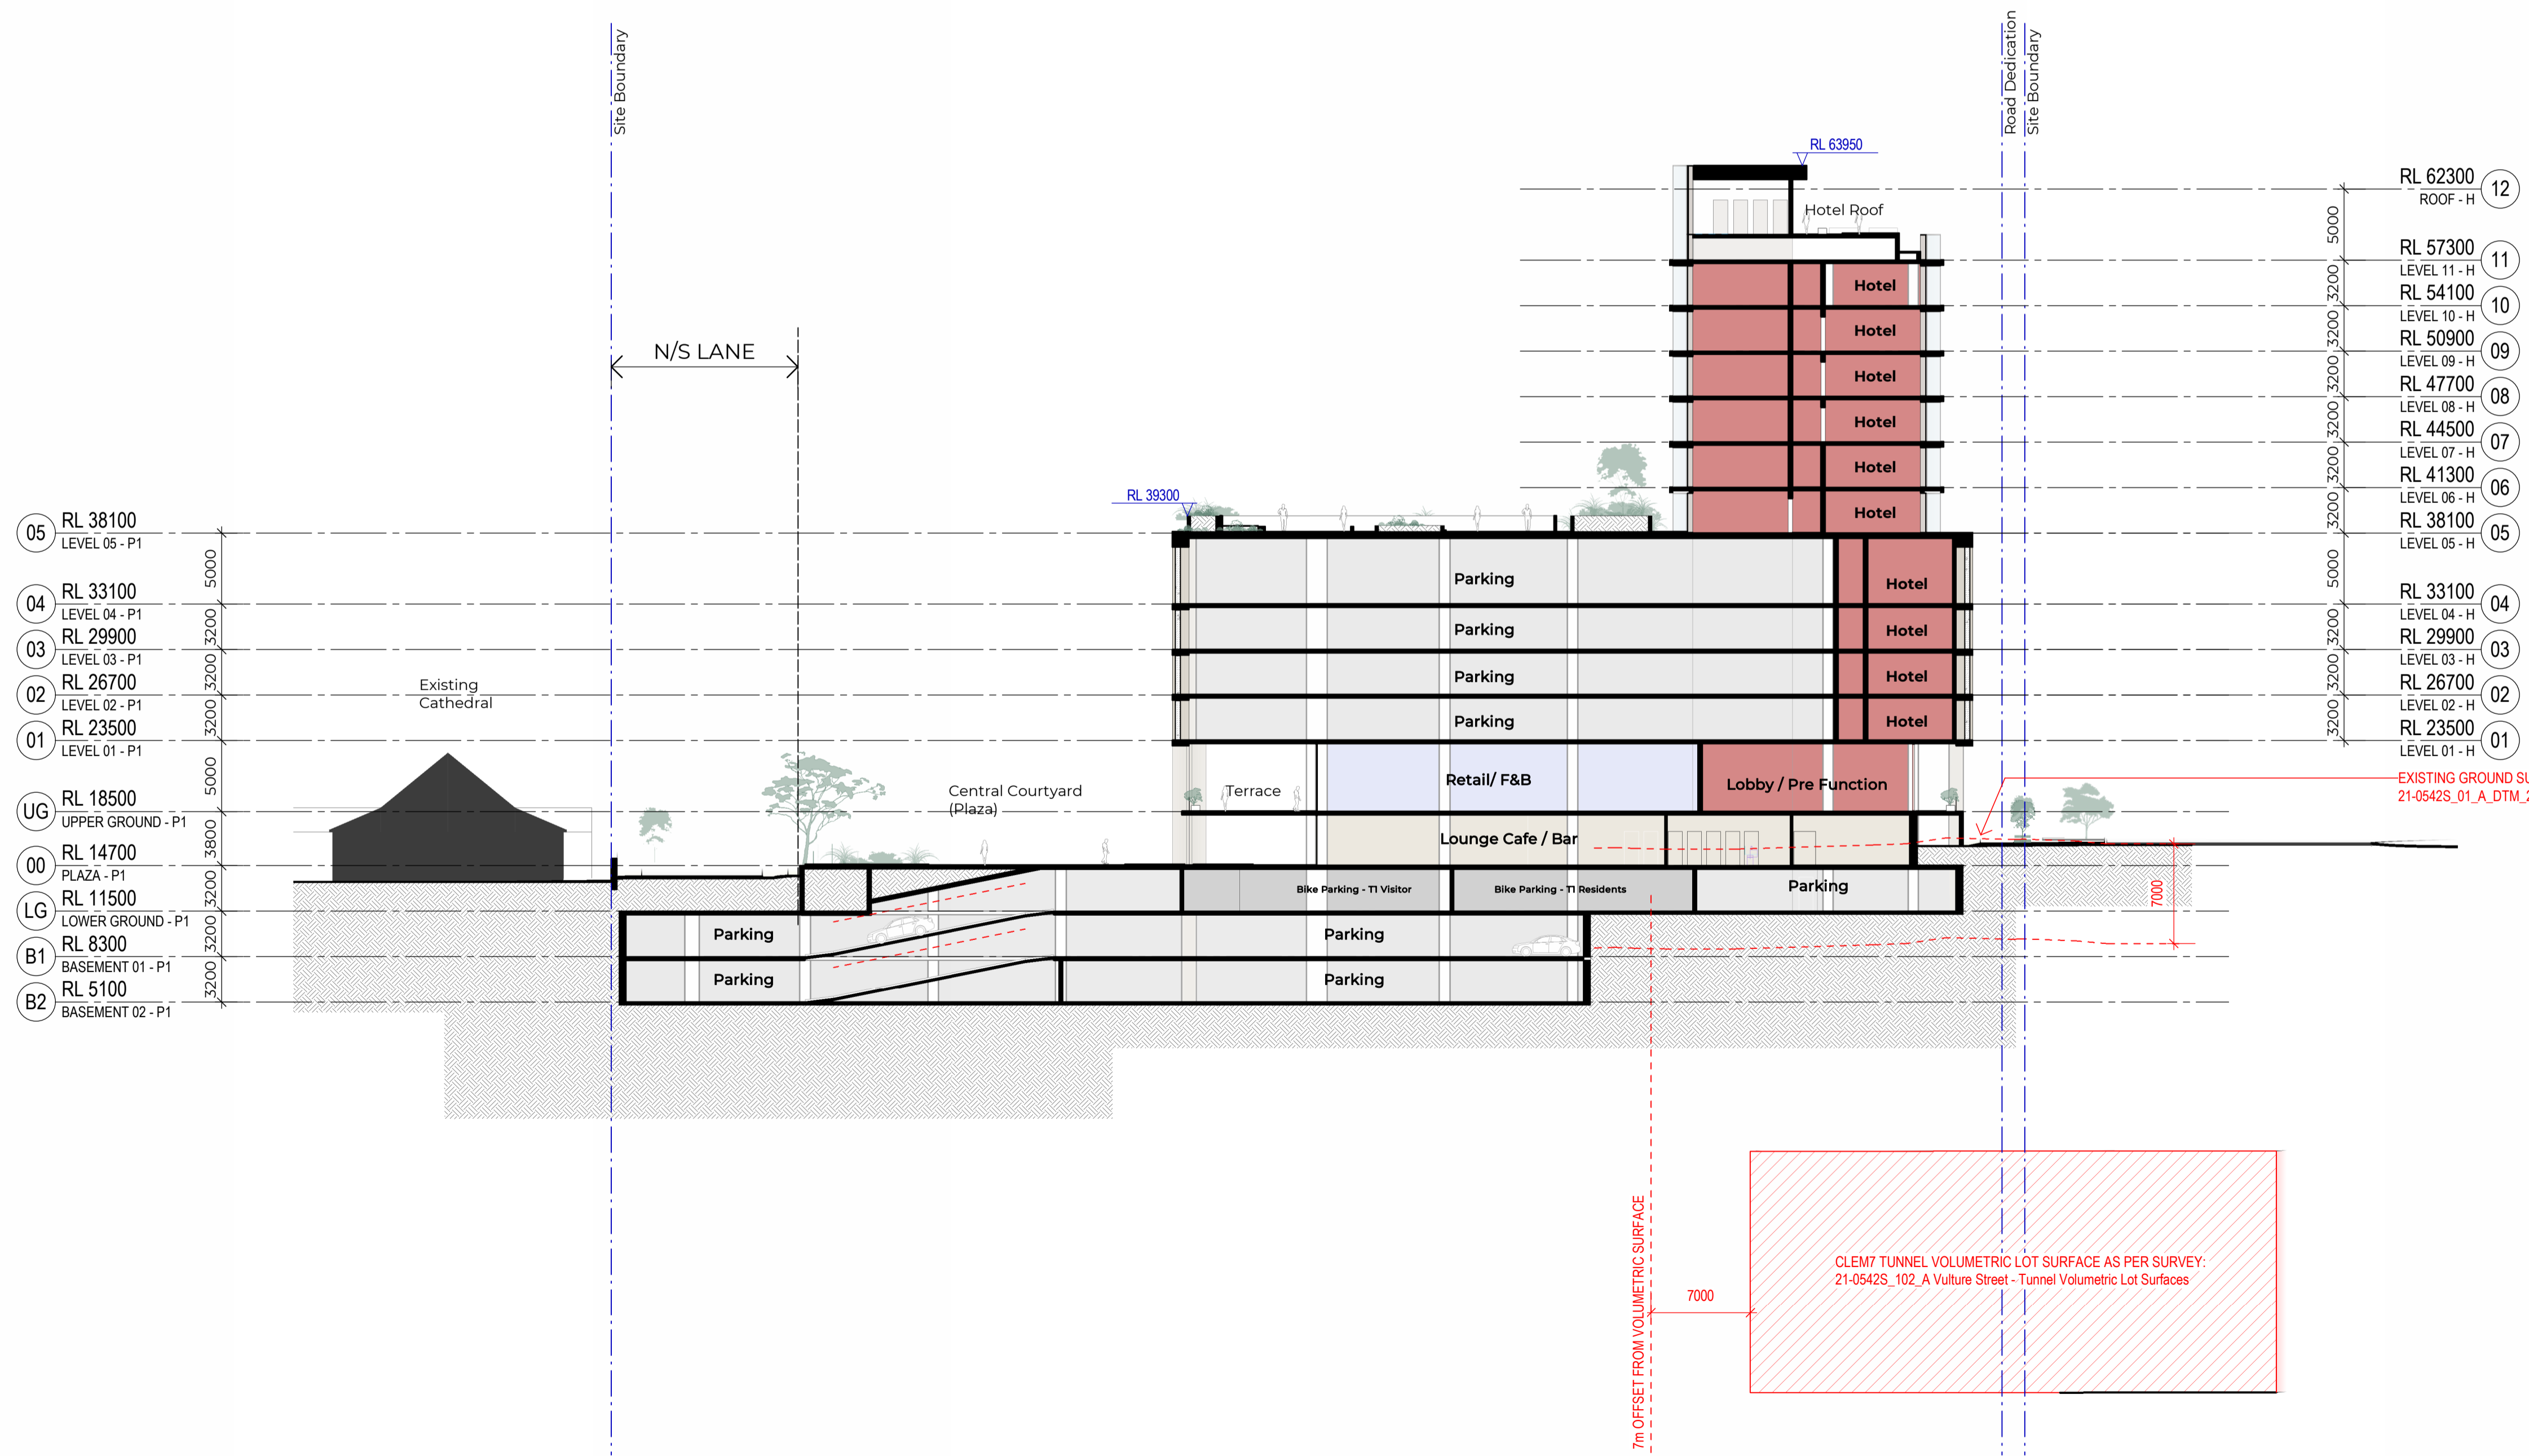 Site Boundary
Road Dedication
Site Boundary
RL 63950
RL 62300
12
ROOF - H
Hotel Roof
5000
RL 57300
11
LEVEL 11 - H
3200
Hotel
RL 54100
10
LEVEL 10 - H
3200
Hotel
RL 50900
09
LEVEL 09 - H
N/S LANE
3200
Hotel
RL 47700
08
LEVEL 08 - H
3200
Hotel
RL 44500
07
LEVEL 07 - H
3200
Hotel
RL 41300
06
LEVEL 06 - H
RL 39300
3200
Hotel
05
RL 38100
LEVEL 05 - P1
RL 38100
05
LEVEL 05 - H
5000
Parking
Hotel
5000
04
RL 33100
LEVEL 04 - P1
RL 33100
04
LEVEL 04 - H
3200
Parking
Hotel
3200
03
RL 29900
LEVEL 03 - P1
RL 29900
03
LEVEL 03 - H
3200
Existing
Cathedral
Parking
Hotel
3200
02
RL 26700
LEVEL 02 - P1
RL 26700
02
LEVEL 02 - H
3200
Parking
Hotel
3200
01
RL 23500
LEVEL 01 - P1
RL 23500
01
LEVEL 01 - H
5000
Central Courtyard
(Plaza)
Terrace
Retail/ F&B
Lobby / Pre Function
EXISTING GROUND SU
21-0542S_01_A_DTM_2
UG
RL 18500
UPPER GROUND - P1
3800
Lounge Cafe / Bar
00
RL 14700
PLAZA - P1
3200
Bike Parking - T1 Visitor
Bike Parking - T1 Residents
Parking
7000
LG
RL 11500
LOWER GROUND - P1
3200
Parking
Parking
B1
RL 8300
BASEMENT 01 - P1
3200
Parking
Parking
B2
RL 5100
BASEMENT 02 - P1
7m OFFSET FROM VOLUMETRIC SURFACE
7000
CLEM7 TUNNEL VOLUMETRIC LOT SURFACE AS PER SURVEY:
21-0542S_102_A Vulture Street - Tunnel Volumetric Lot Surfaces